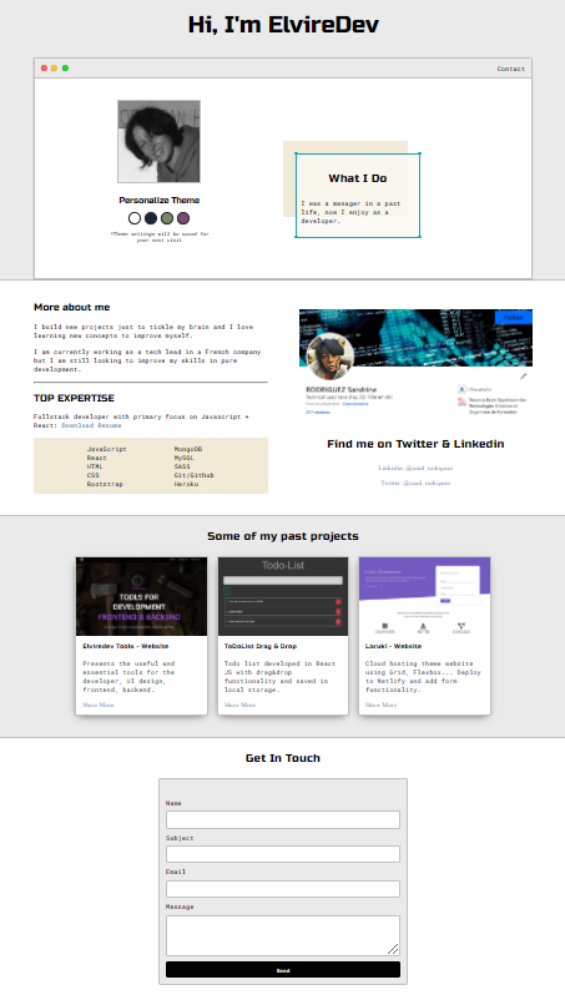 Hi, I'm ElvireDev
Contact
Personalize Theme
*Theme settings will be saved for
your next visit
What I Do
I was a manager in a past
life, now I enjoy as a
developer.
More about me
I build new projects just to tickle my brain and I love
learning new concepts to improve myself.
I am currently working as a tech lead in a French company
but I am still looking to improve my skills in pure
development.
TOP EXPERTISE
Fullstack developer with primary focus on Javascript +
React: Download Resume
JavaScript
React
HTML
CSS
Bootstrap
MongoDB
MySQL
SASS
Git/Github
Heroku
Follow
RODRIGUEZ Sandrine
Find me on Twitter & Linkedin
Linkedin: @sand_rodriguez
Twitter: @sand_rodriguez
Some of my past projects
TOOLS FOR
DEVELOPMENT
FRONTEND & BACKEND
Elviredev Tools - Website
Presents the useful and
essential tools for the
developer, UI design,
frontend, backend.
Show More
Todo-List
ToDoList Drag & Drop
Todo list developed in React
JS with drag&drop
functionality and saved in
local storage.
Show More
Loruki - Website
Cloud hosting theme website
using Grid, Flexbox... Deploy
to Netlify and add form
functionality.
Show More
Get In Touch
Name
Subject
Email
Message
Send